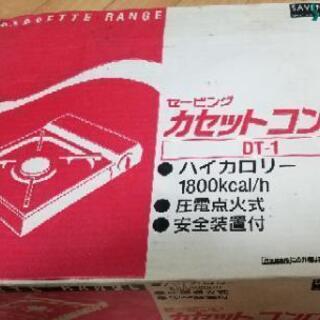 CASSETTE RANGE
SAVEN
セービング
カセットコン
DT-1
●ハイカロリー
1800kcal/h
●圧電点火式
●安全装置付